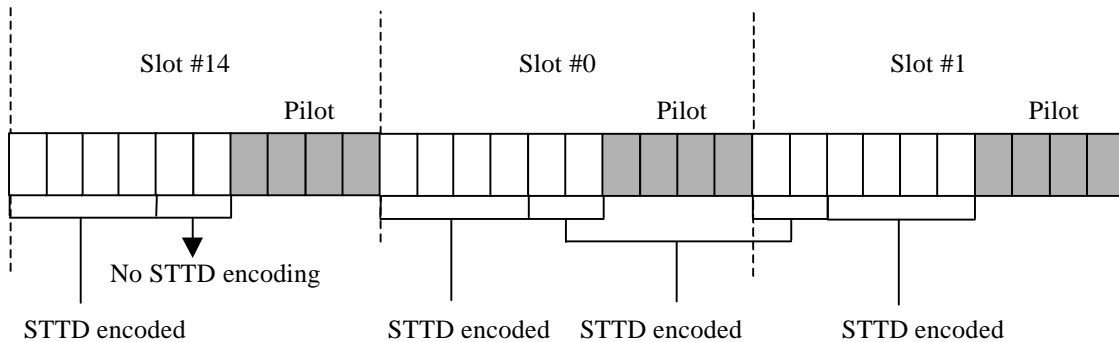 Slot #14
Slot #0
Slot #1
Pilot
Pilot
Pilot
No STTD encoding
STTD encoded
STTD encoded
STTD encoded
STTD encoded